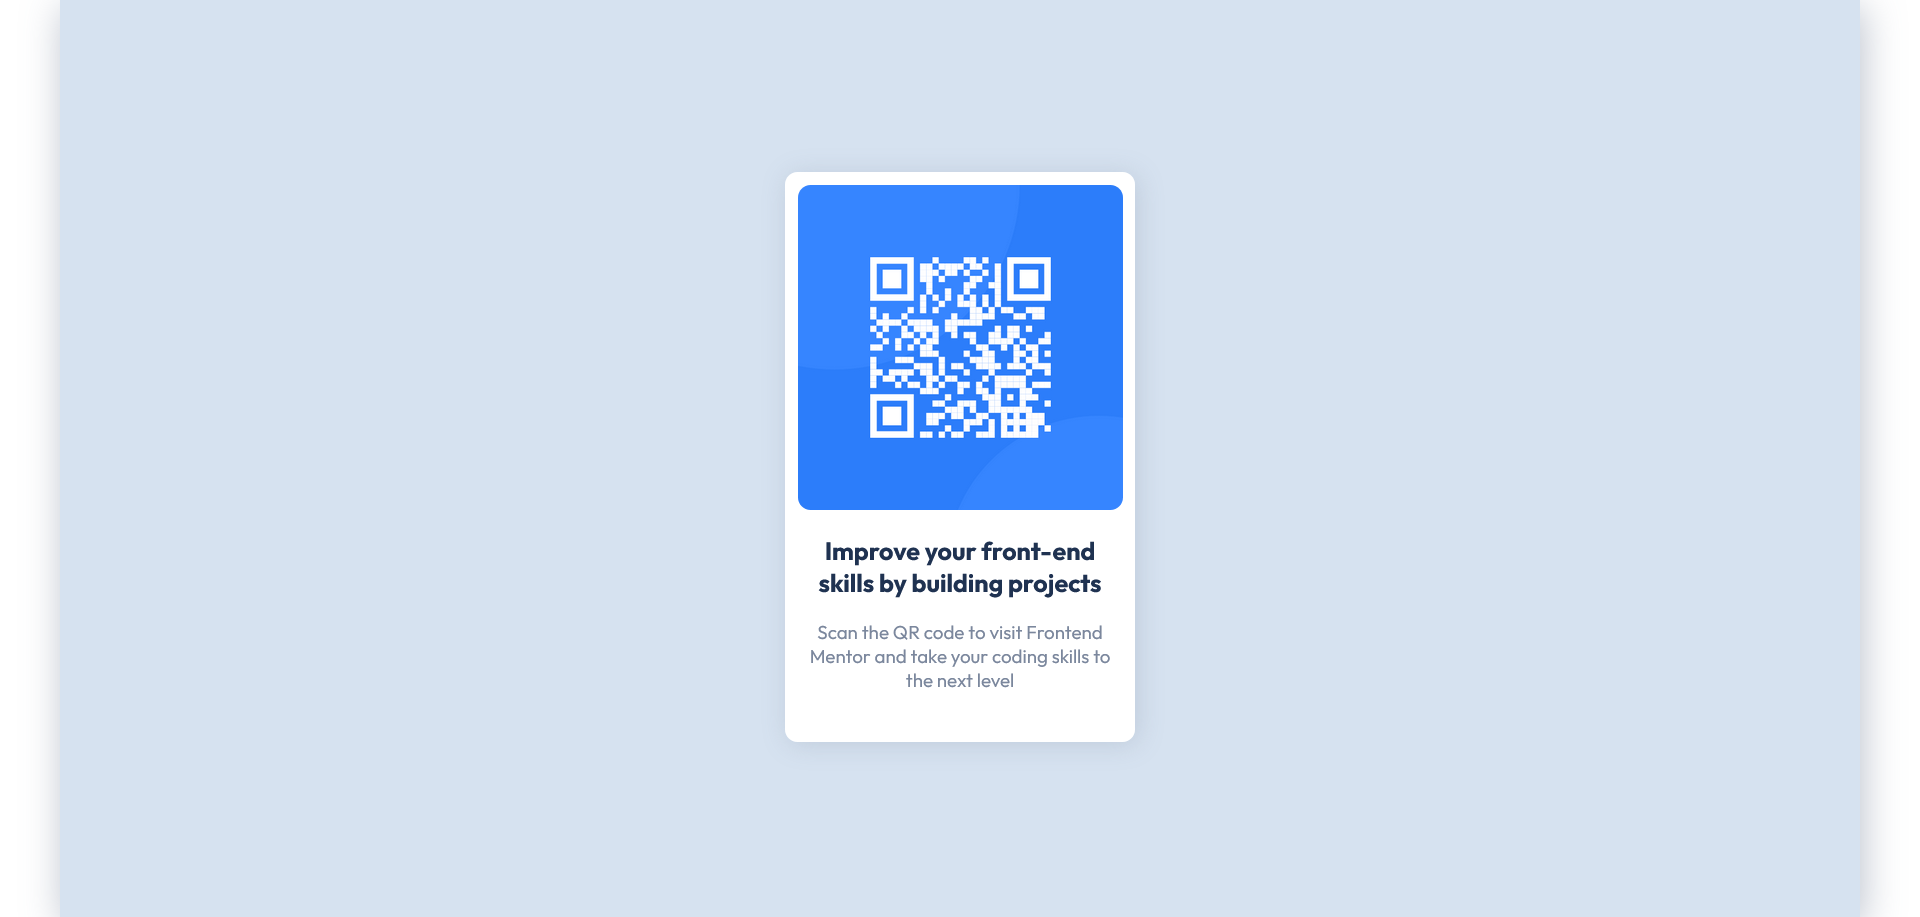 Improve your front-end
skills by building projects
Scan the QR code to visit Frontend
Mentor and take your coding skills to
the next level